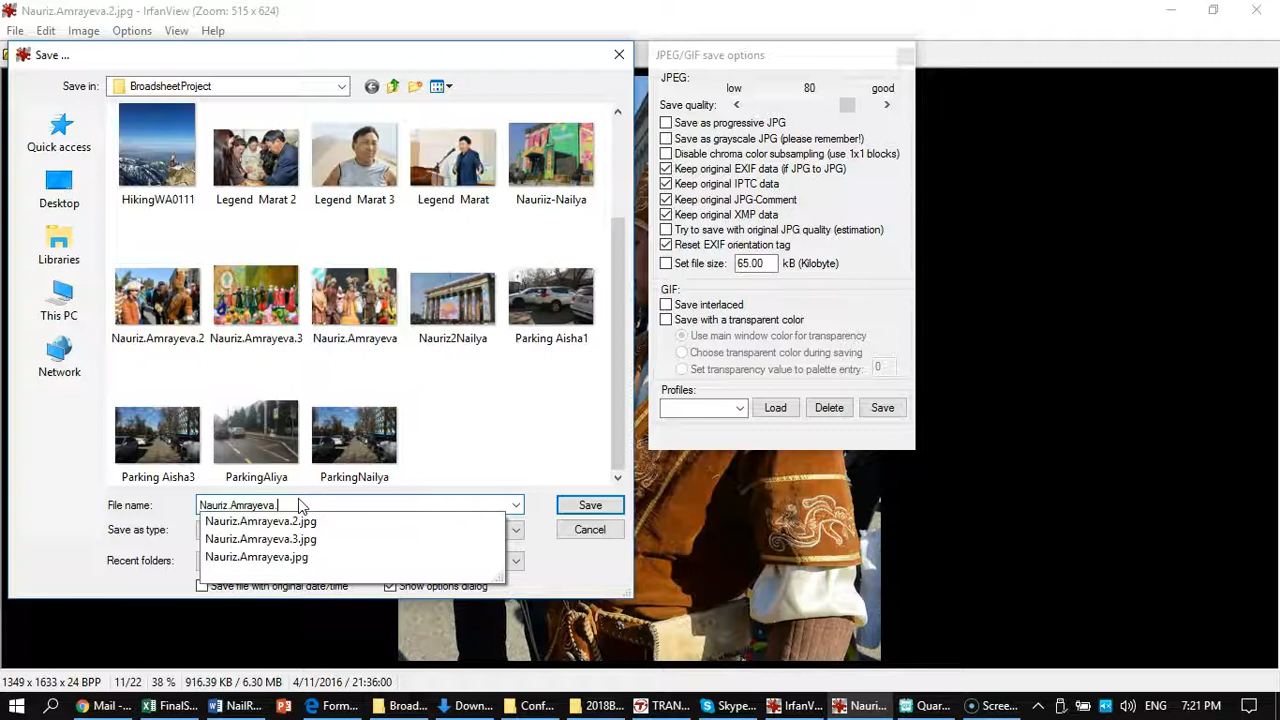 Nauriz.Amrayeva.2.jpg - IrfanView (Zoom: 515 x 624)
File Edit Image Options View Help
Save ...
Save in: BroadsheetProject
Quick access
Desktop
Libraries
This PC
Network
HikingWA0111 Legend Marat 2 Legend Marat 3 Legend Marat Nauriiz-Nailya
Nauriz.Amrayeva.2 Nauriz.Amrayeva.3 Nauriz.Amrayeva Nauriz2Nailya Parking Aisha1
Parking Aisha3 ParkingAliya ParkingNailya
File name: Nauriz.Amrayeva.
Save
Nauriz.Amrayeva.2.jpg
Nauriz.Amrayeva.3.jpg
Nauriz.Amrayeva.jpg
Save as type:
Cancel
Recent folders:
Save file with original date/time Show options dialog
JPEG/GIF save options
JPEG:
low 80 good
Save quality: < >
Save as progressive JPG
Save as grayscale JPG (please remember!)
Disable chroma color subsampling (use 1x1 blocks)
Keep original EXIF data (if JPG to JPG)
Keep original IPTC data
Keep original JPG-Comment
Keep original XMP data
Try to save with original JPG quality (estimation)
Reset EXIF orientation tag
Set file size: 65.00 kB (Kilobyte)
GIF:
Save interlaced
Save with a transparent color
Use main window color for transparency
Choose transparent color during saving
Set transparency value to palette entry: 0
Profiles:
Load Delete Save
1349 x 1633 x 24 BPP 11/22 38 % 916.39 KB / 6.30 MB 4/11/2016 / 21:36:00
Mail -... FinalS... NailR... Form... Broad... Down... Conf... 2018B... TRAN... Skype... IrfanV... Nauri... Quar... Scree... ENG 7:21 PM